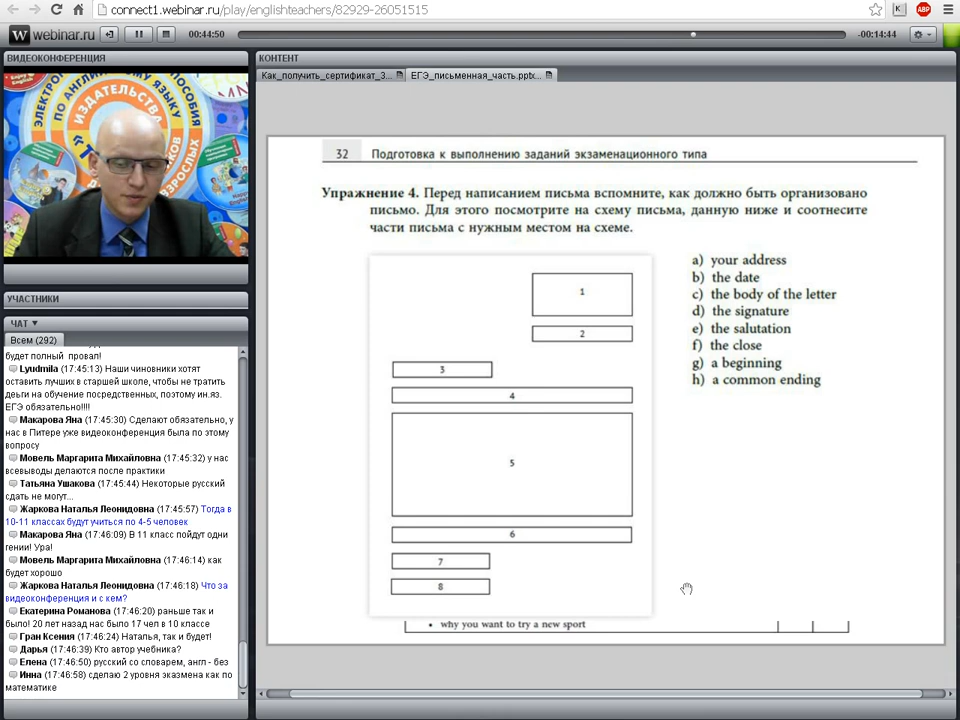 connect1.webinar.ru/play/englishteachers/82929-26051515
webinar.ru
00:44:50
-00:14:44
ВИДЕОКОНФЕРЕНЦИЯ
УЧАСТНИКИ
ЧАТ
Всем (292)
будет полный провал!
Lyudmila (17:45:13) Наши чиновники хотят
оставить лучших в старшей школе, чтобы не тратить
деьги на обучение посредственных, поэтому ин.яз.
ЕГЭ обязательно!!!!
Макарова Яна (17:45:30) Сделают обязательно, у
нас в Питере уже видеоконференция была по этому
вопросу
Мовель Маргарита Михайловна (17:45:32) у нас
всевыводы делаются после практики
Татьяна Ушакова (17:45:44) Некоторые русский
сдать не могут...
Жаркова Наталья Леонидовна (17:45:57) Тогда в
10-11 классах будут учиться по 4-5 человек
Макарова Яна (17:46:09) В 11 класс пойдут одни
гении! Ура!
Мовель Маргарита Михайловна (17:46:14) как
будет хорошо
Жаркова Наталья Леонидовна (17:46:18) Что за
видеоконференция и с кем?
Екатерина Романова (17:46:20) раньше так и
было! 20 лет назад нас было 17 чел в 10 классе
Гран Ксения (17:46:24) Наталья, так и будет!
Дарья (17:46:39) Кто автор учебника?
Елена (17:46:50) русский со словарем, англ - без
Инна (17:46:58) сделаю 2 уровня экзамена как по
математике
КОНТЕНТ
Как_получить_сертификат_3...
ЕГЭ_письменная_часть.pptx...
32 Подготовка к выполнению заданий экзаменационного типа
Упражнение 4. Перед написанием письма вспомните, как должно быть организовано
письмо. Для этого посмотрите на схему письма, данную ниже и соотнесите
части письма с нужным местом на схеме.
1
2
3
4
5
6
7
8
a) your address
b) the date
c) the body of the letter
d) the signature
e) the salutation
f) the close
g) a beginning
h) a common ending
• why you want to try a new sport